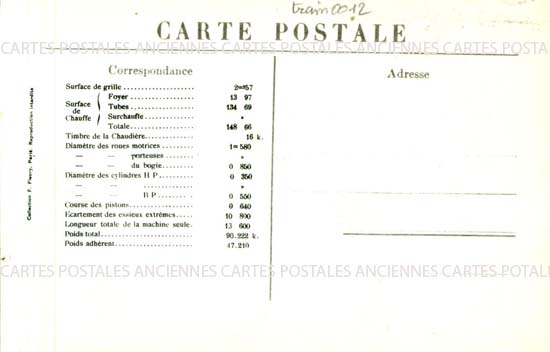 train0012
CARTE POSTALE
CARTES POSTALES ANCIENNES CARTES POSTALES ANCIENNES CARTES POSTALES
Correspondance
Adresse
Surface de grille .................. 2m²57
Surface de Chauffe { Foyer .................. 13 97
Tubes .................. 134 69
Surchauffe .................. »
Totale .................. 148 66
Timbre de la Chaudière .................. 16 k.
Diamètre des roues motrices .......... 1m580
— — porteuses .......... »
— — du bogie .......... 0 850
Diamètre des cylindres H P .......... 0 350
— — .......... »
— — B P .......... 0 550
Course des pistons .......... 0 640
Ecartement des essieux extrêmes ...... 10 800
Longueur totale de la machine seule. 13 600
Poids total .................. 90.222 k.
Poids adhérent .................. 47.210
Collection F. Fleury, Paris. Reproduction interdite
CARTES POSTALES ANCIENNES CARTES POSTALES ANCIENNES CARTES POSTALES